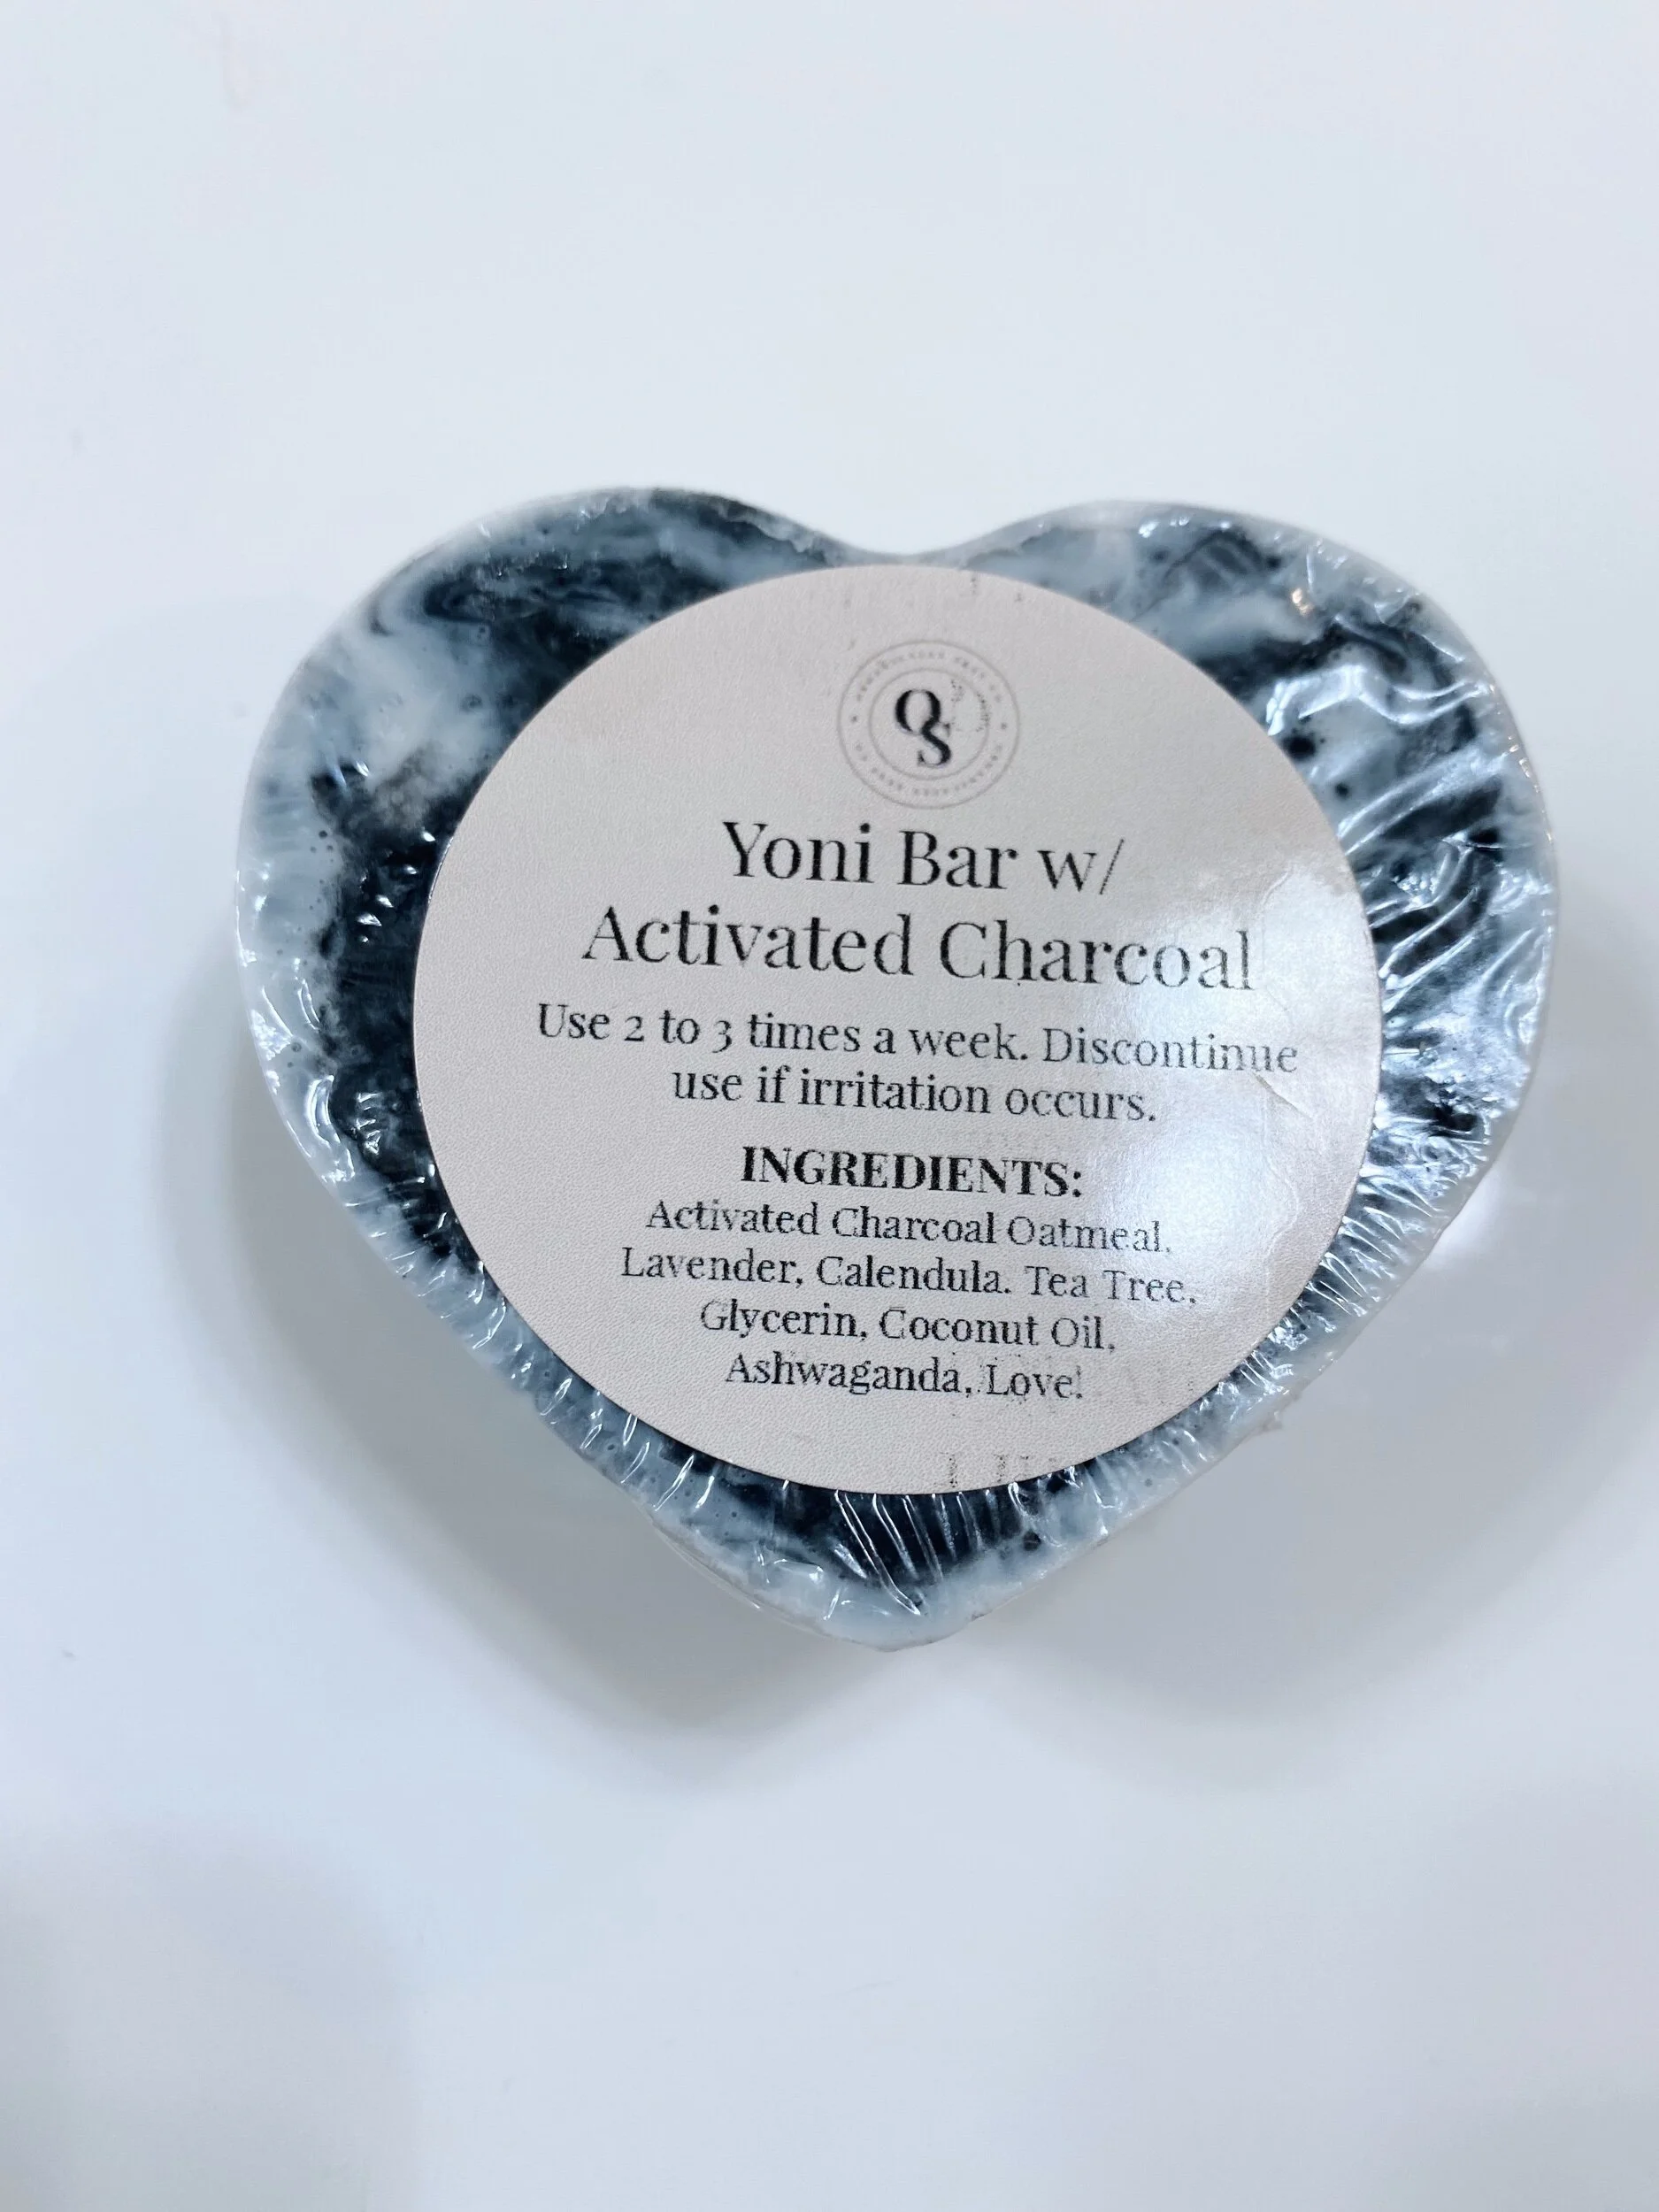 QS
Yoni Bar w/
Activated Charcoal
Use 2 to 3 times a week. Discontinue
use if irritation occurs.
INGREDIENTS:
Activated Charcoal Oatmeal,
Lavender, Calendula. Tea Tree,
Glycerin, Coconut Oil,
Ashwaganda, Love!